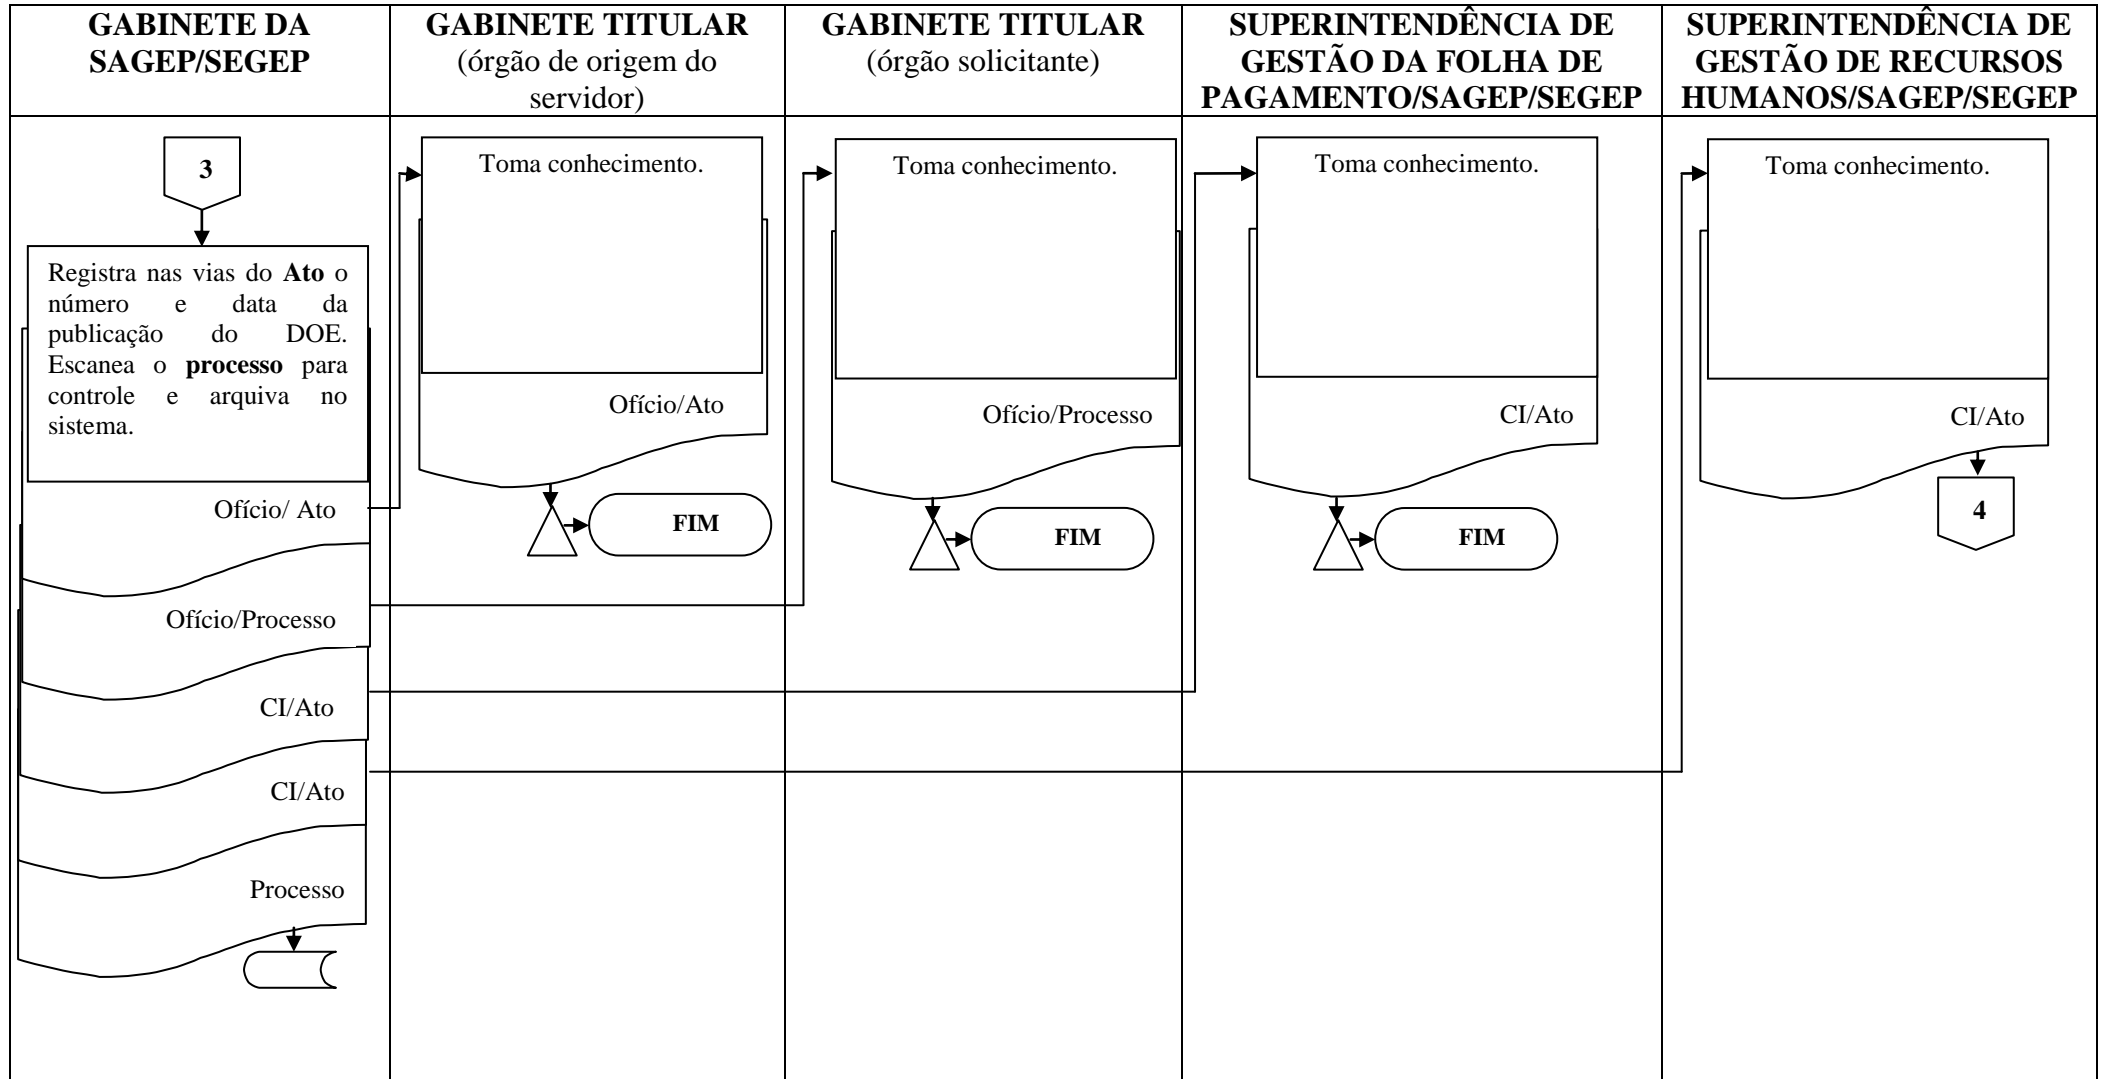 GABINETE DA
SAGEP/SEGEP
GABINETE TITULAR
(órgão de origem do
servidor)
GABINETE TITULAR
(órgão solicitante)
SUPERINTENDÊNCIA DE
GESTÃO DA FOLHA DE
PAGAMENTO/SAGEP/SEGEP
SUPERINTENDÊNCIA DE
GESTÃO DE RECURSOS
HUMANOS/SAGEP/SEGEP
3
Registra nas vias do Ato o
número e data da
publicação do DOE.
Escanea o processo para
controle e arquiva no
sistema.
Ofício/ Ato
Ofício/Processo
CI/Ato
CI/Ato
Processo
Toma conhecimento.
Ofício/Ato
FIM
Toma conhecimento.
Ofício/Processo
FIM
Toma conhecimento.
CI/Ato
FIM
Toma conhecimento.
CI/Ato
4